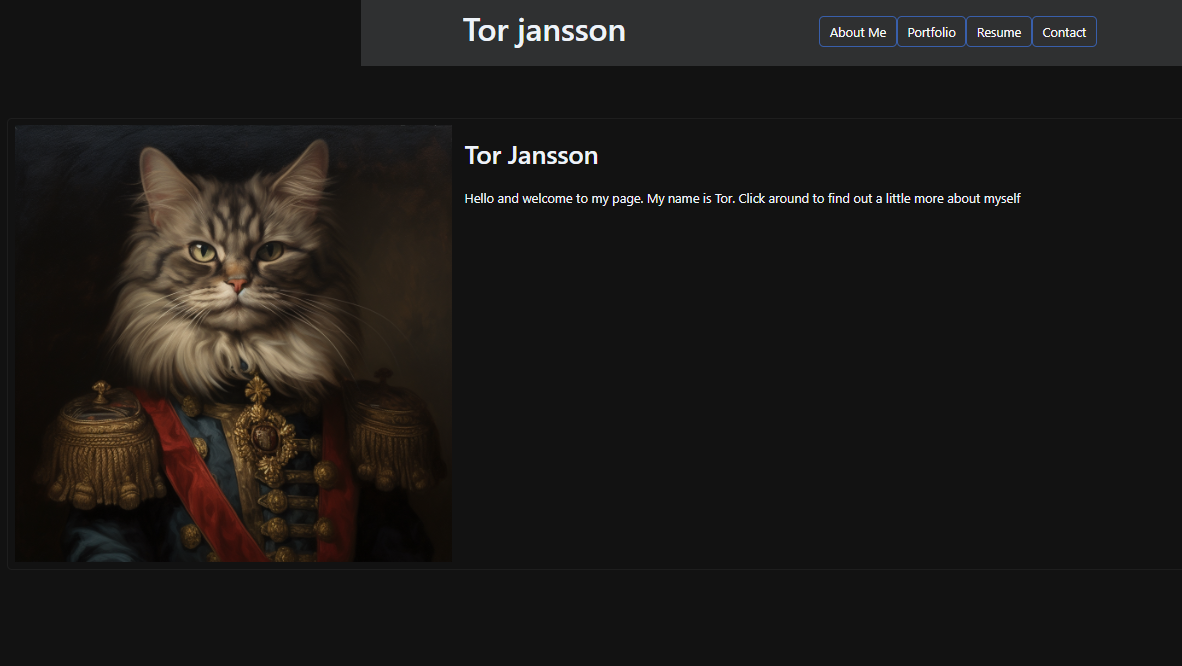 Tor jansson
About Me Portfolio Resume Contact
Tor Jansson
Hello and welcome to my page. My name is Tor. Click around to find out a little more about myself